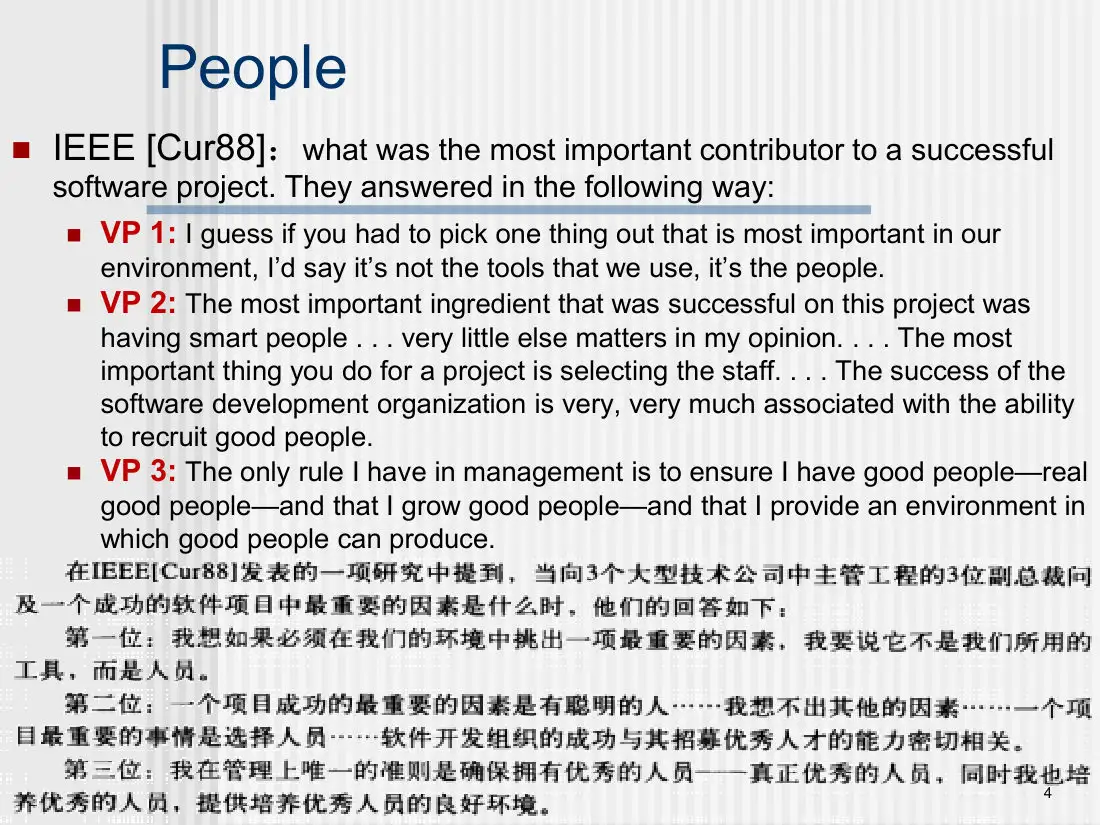 People
IEEE [Cur88]：what was the most important contributor to a successful
software project. They answered in the following way:
VP 1: I guess if you had to pick one thing out that is most important in our
environment, I’d say it’s not the tools that we use, it’s the people.
VP 2: The most important ingredient that was successful on this project was
having smart people . . . very little else matters in my opinion. . . . The most
important thing you do for a project is selecting the staff. . . . The success of the
software development organization is very, very much associated with the ability
to recruit good people.
VP 3: The only rule I have in management is to ensure I have good people—real
good people—and that I grow good people—and that I provide an environment in
which good people can produce.
在IEEE[Cur88]发表的一项研究中提到，当向3个大型技术公司中主管工程的3位副总裁问
及一个成功的软件项目中最重要的因素是什么时，他们的回答如下：
第一位：我想如果必须在我们的环境中挑出一项最重要的因素，我要说它不是我们所用的
工具，而是人员。
第二位：一个项目成功的最重要的因素是有聪明的人……我想不出其他的因素……一个项
目最重要的事情是选择人员……软件开发组织的成功与其招募优秀人才的能力密切相关。
第三位：我在管理上唯一的准则是确保拥有优秀的人员——真正优秀的人员，同时我也培
养优秀的人员，提供培养优秀人员的良好环境。
4